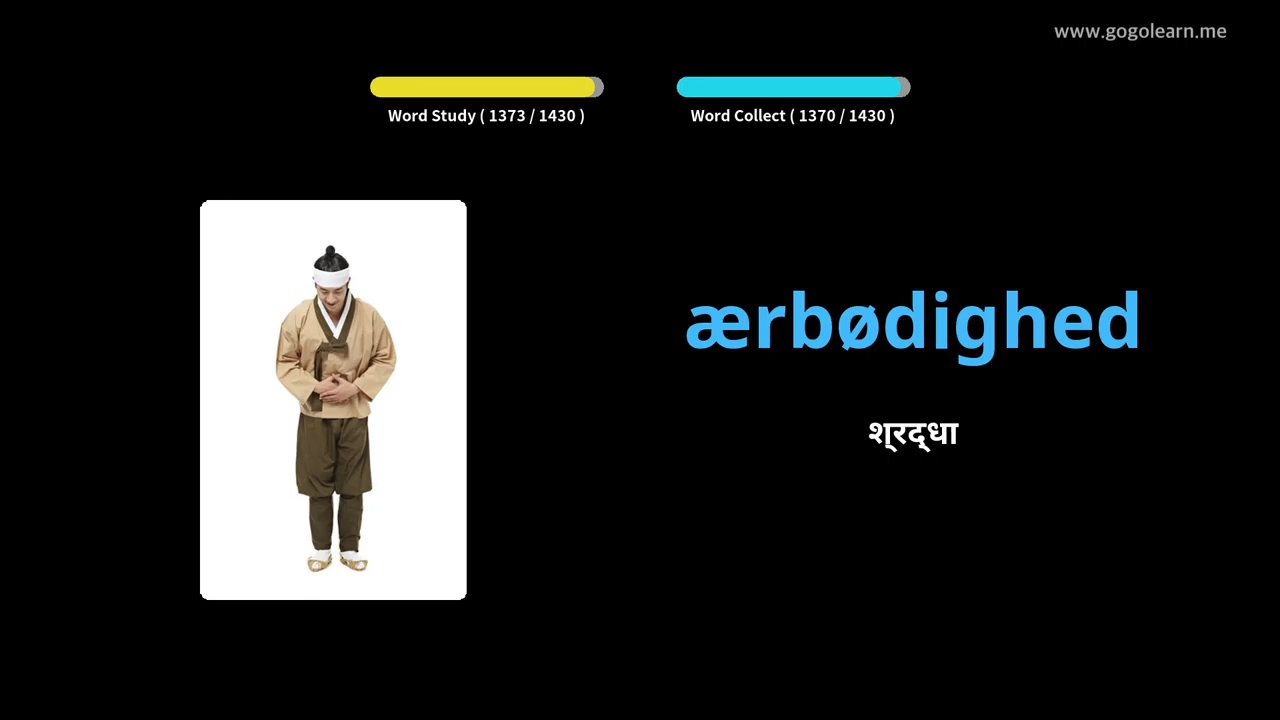 www.gogolearn.me
Word Study ( 1373 / 1430 )
Word Collect ( 1370 / 1430 )
ærbødighed
श्रद्धा